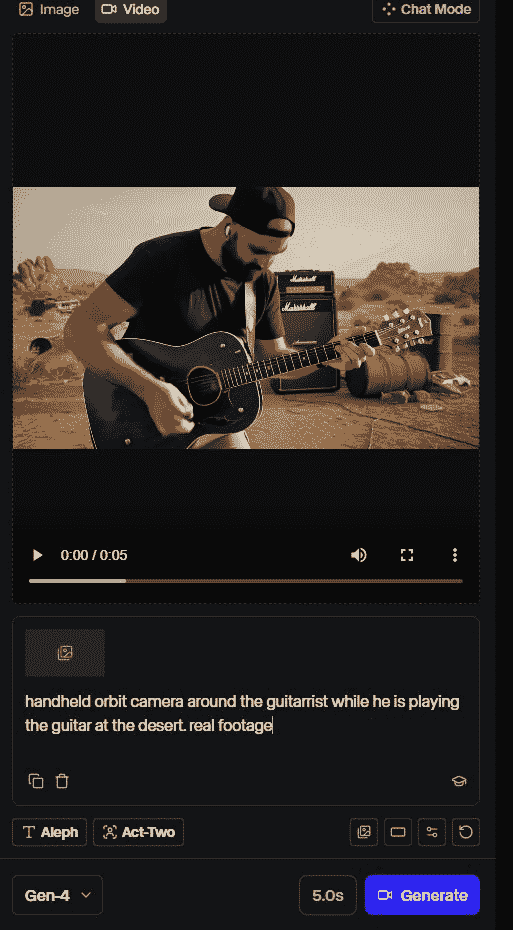 Image Video Chat Mode
Marshall
Marshall
0:00 / 0:05
handheld orbit camera around the guitarrist while he is playing
the guitar at the desert. real footage
Aleph Act-Two
Gen-4 5.0s Generate